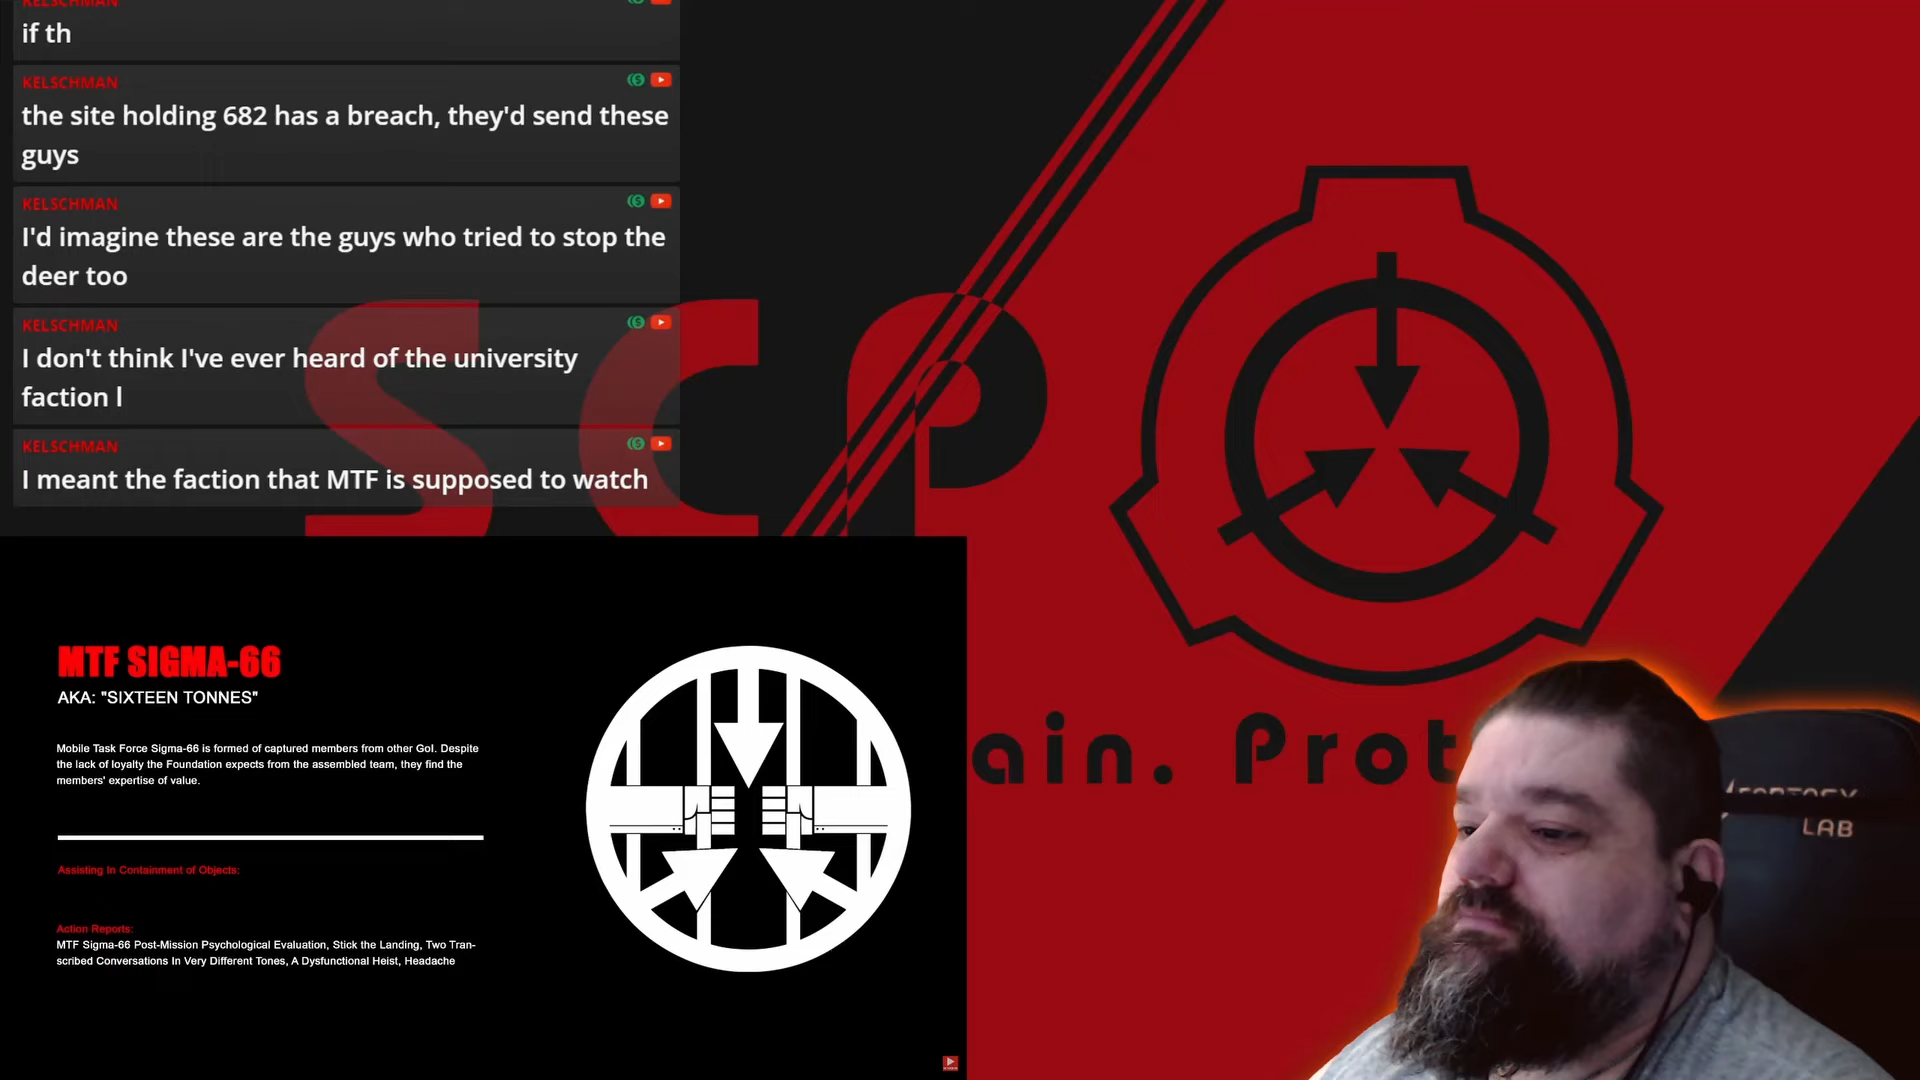 KELSCHMAN
if th
KELSCHMAN
the site holding 682 has a breach, they'd send these
guys
KELSCHMAN
I'd imagine these are the guys who tried to stop the
deer too
KELSCHMAN
I don't think I've ever heard of the university
faction l
KELSCHMAN
I meant the faction that MTF is supposed to watch
SCP
ain. Prot
MTF SIGMA-66
AKA: "SIXTEEN TONNES"
Mobile Task Force Sigma-66 is formed of captured members from other GoI. Despite
the lack of loyalty the Foundation expects from the assembled team, they find the
members' expertise of value.
Assisting In Containment of Objects:
Action Reports:
MTF Sigma-66 Post-Mission Psychological Evaluation, Stick the Landing, Two Tran-
scribed Conversations In Very Different Tones, A Dysfunctional Heist, Headache
LAB